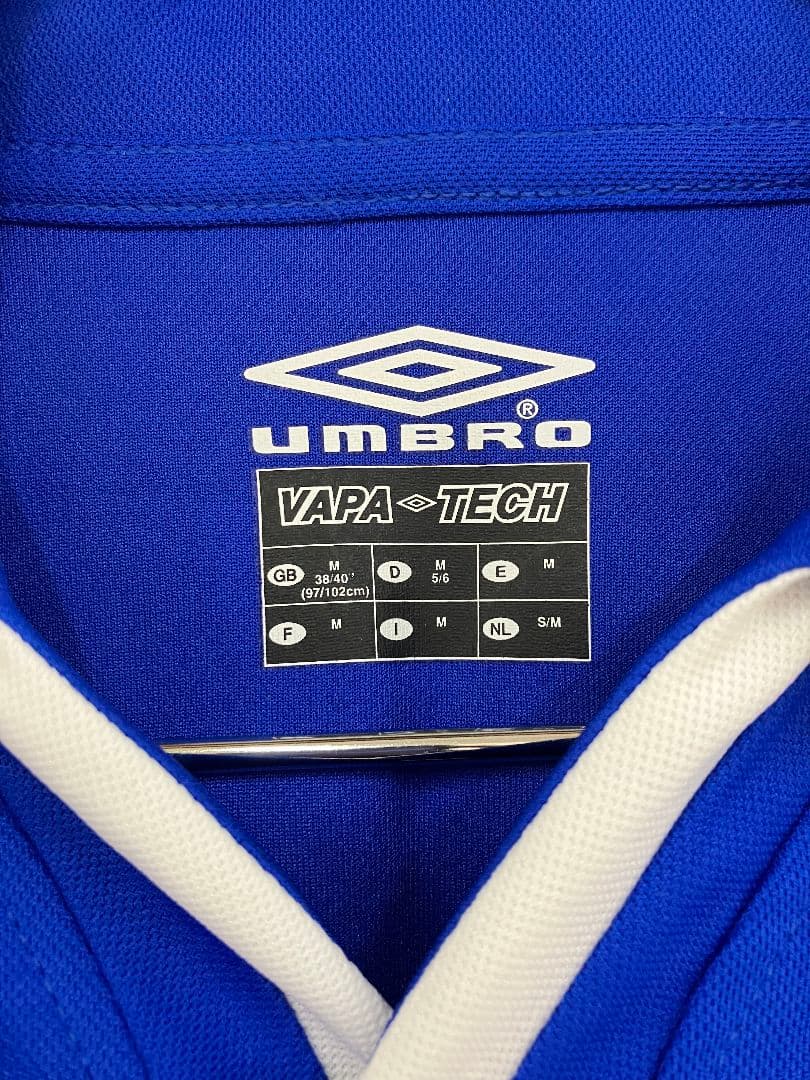 ®
UMBRO
VAPA TECH
GB M 38/40" (97/102cm) D M 5/6 E M
F M I M NL S/M